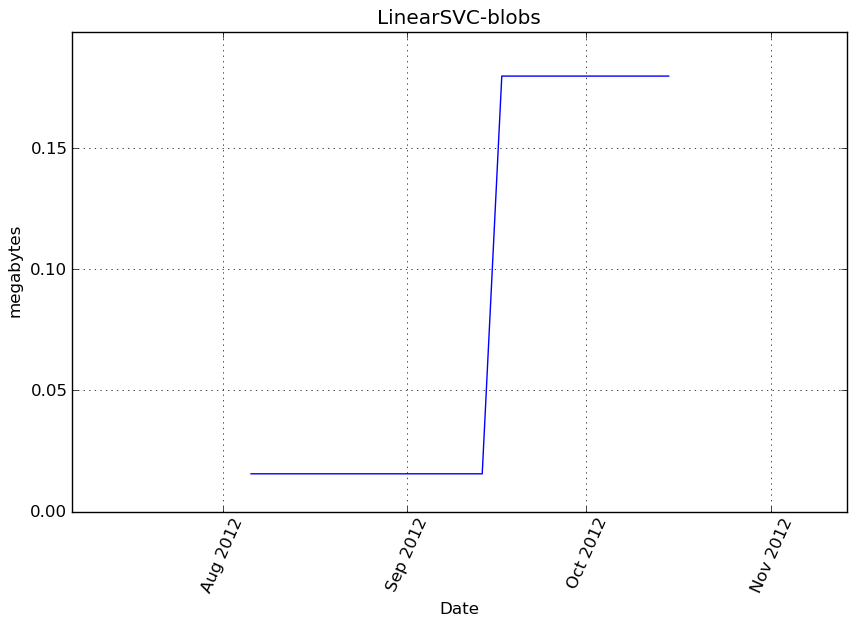 LinearSVC-blobs
megabytes
0.15
0.10
0.05
0.00
Aug 2012
Sep 2012
Oct 2012
Nov 2012
Date